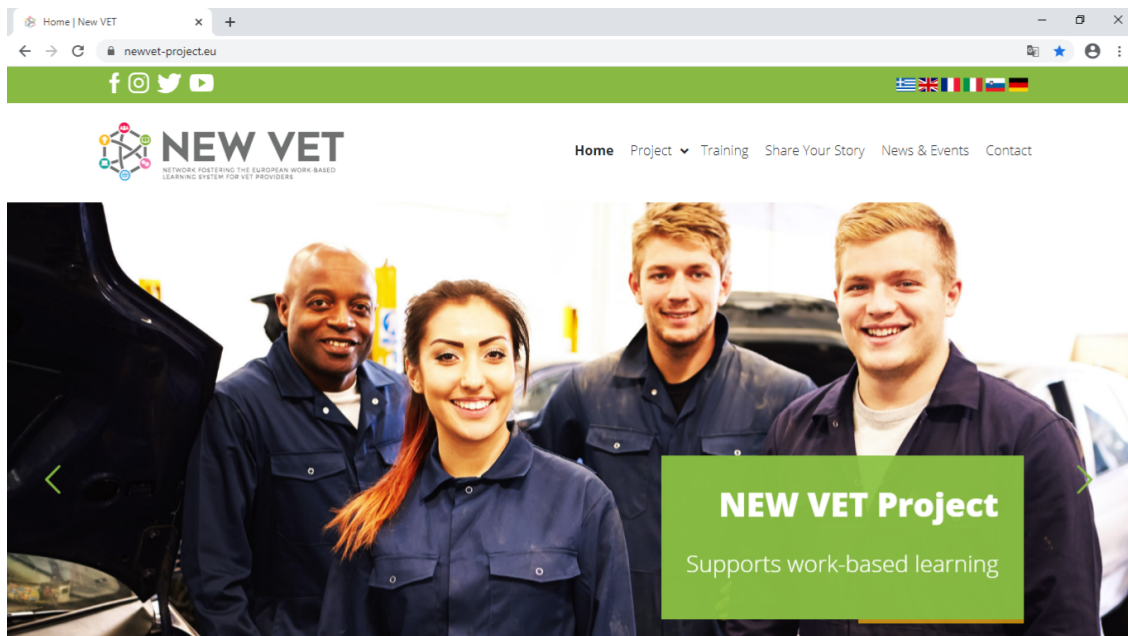 Home | New VET
newvet-project.eu
NEW VET
NETWORK FOSTERING THE EUROPEAN WORK-BASED
LEARNING SYSTEM FOR VET PROVIDERS
Home Project Training Share Your Story News & Events Contact
NEW VET Project
Supports work-based learning